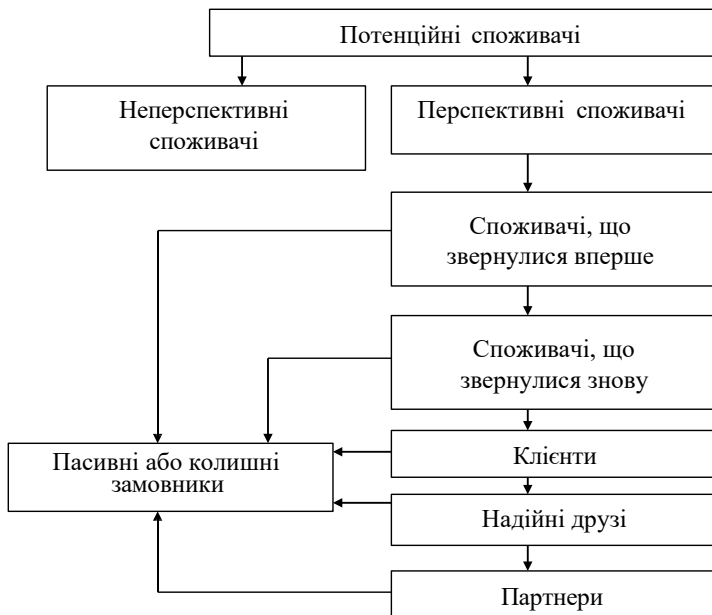 Потенційні споживачі
Неперспективні
споживачі
Перспективні споживачі
Споживачі, що
звернулися вперше
Споживачі, що
звернулися знову
Пасивні або колишні
замовники
Клієнти
Надійні друзі
Партнери